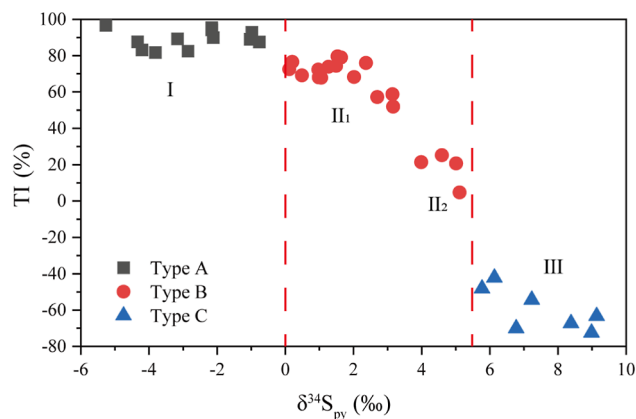 100
80
60
40
20
0
-20
-40
-60
-80
TI (%)
I
II₁
II₂
III
Type A
Type B
Type C
-6 -4 -2 0 2 4 6 8 10
δ³⁴Spy (‰)